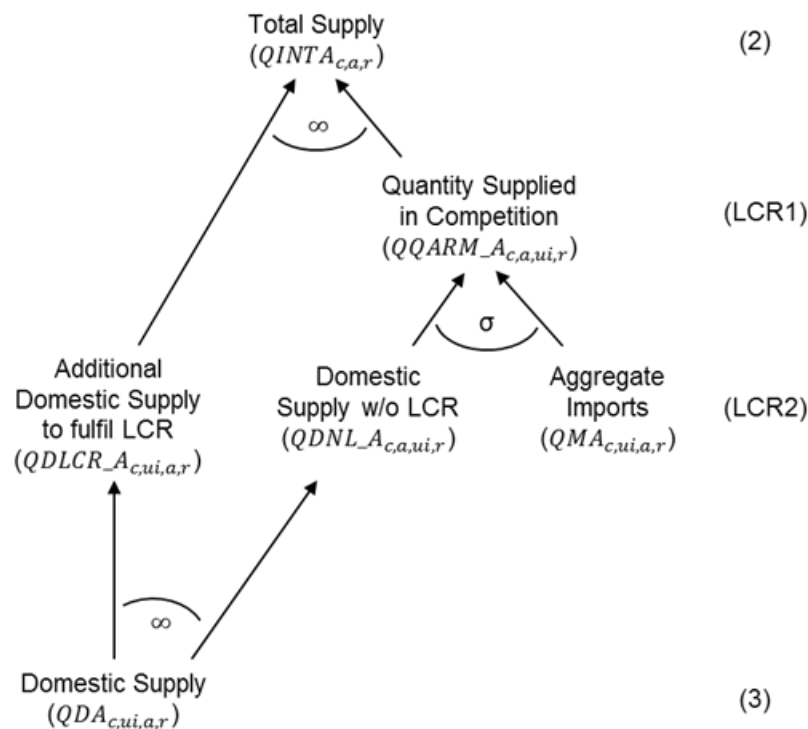 Total Supply (2)
(QINTA_{c,a,r})
∞
Quantity Supplied
in Competition (LCR1)
(QQARM_A_{c,a,ui,r})
σ
Additional
Domestic Supply
to fulfil LCR
(QDLCR_A_{c,ui,a,r})
Domestic
Supply w/o LCR
(QDNL_A_{c,a,ui,r})
Aggregate
Imports
(QMA_{c,ui,a,r})
(LCR2)
∞
Domestic Supply
(QDA_{c,ui,a,r})
(3)